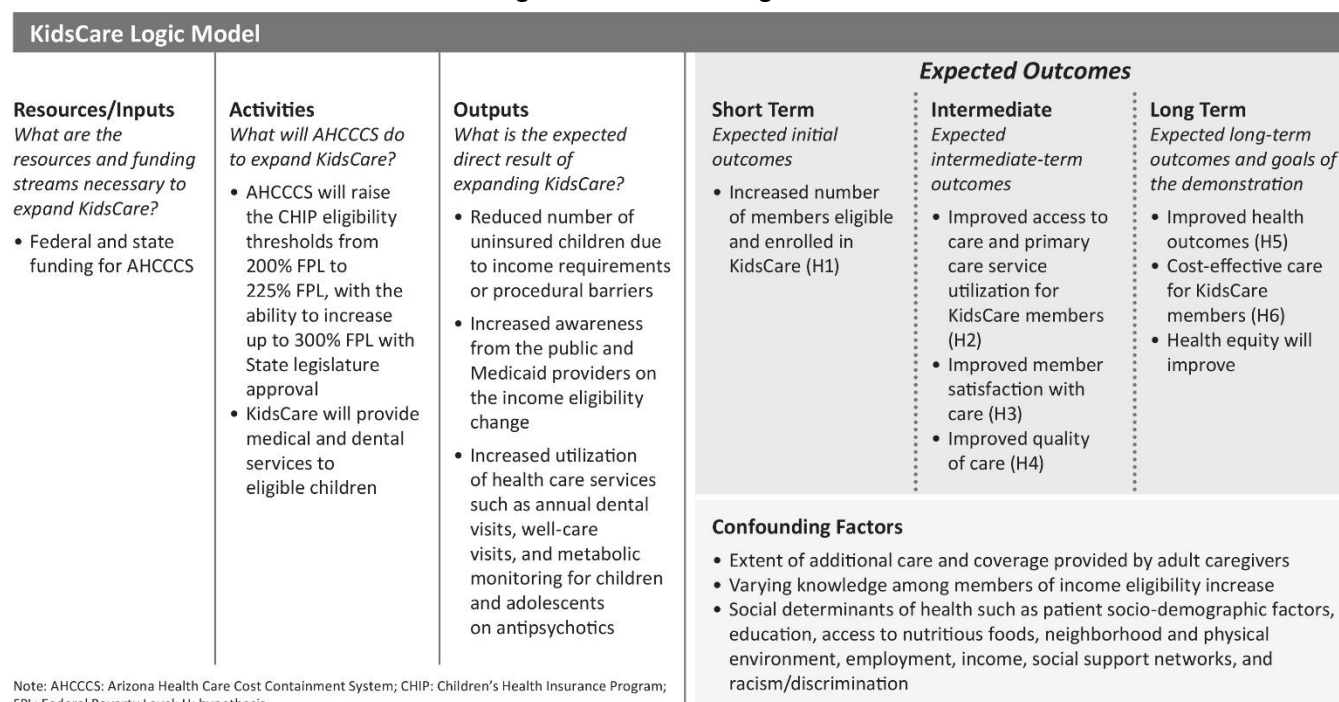 KidsCare Logic Model
Resources/Inputs
What are the
resources and funding
streams necessary to
expand KidsCare?
• Federal and state
funding for AHCCCS
Activities
What will AHCCCS do
to expand KidsCare?
• AHCCCS will raise
the CHIP eligibility
thresholds from
200% FPL to
225% FPL, with the
ability to increase
up to 300% FPL with
State legislature
approval
• KidsCare will provide
medical and dental
services to
eligible children
Outputs
What is the expected
direct result of
expanding KidsCare?
• Reduced number of
uninsured children due
to income requirements
or procedural barriers
• Increased awareness
from the public and
Medicaid providers on
the income eligibility
change
• Increased utilization
of health care services
such as annual dental
visits, well-care
visits, and metabolic
monitoring for children
and adolescents
on antipsychotics
Expected Outcomes
Short Term
Expected initial
outcomes
• Increased number
of members eligible
and enrolled in
KidsCare (H1)
Intermediate
Expected
intermediate-term
outcomes
• Improved access to
care and primary
care service
utilization for
KidsCare members
(H2)
• Improved member
satisfaction with
care (H3)
• Improved quality
of care (H4)
Long Term
Expected long-term
outcomes and goals of
the demonstration
• Improved health
outcomes (H5)
• Cost-effective care
for KidsCare
members (H6)
• Health equity will
improve
Confounding Factors
• Extent of additional care and coverage provided by adult caregivers
• Varying knowledge among members of income eligibility increase
• Social determinants of health such as patient socio-demographic factors,
education, access to nutritious foods, neighborhood and physical
environment, employment, income, social support networks, and
racism/discrimination
Note: AHCCCS: Arizona Health Care Cost Containment System; CHIP: Children's Health Insurance Program;